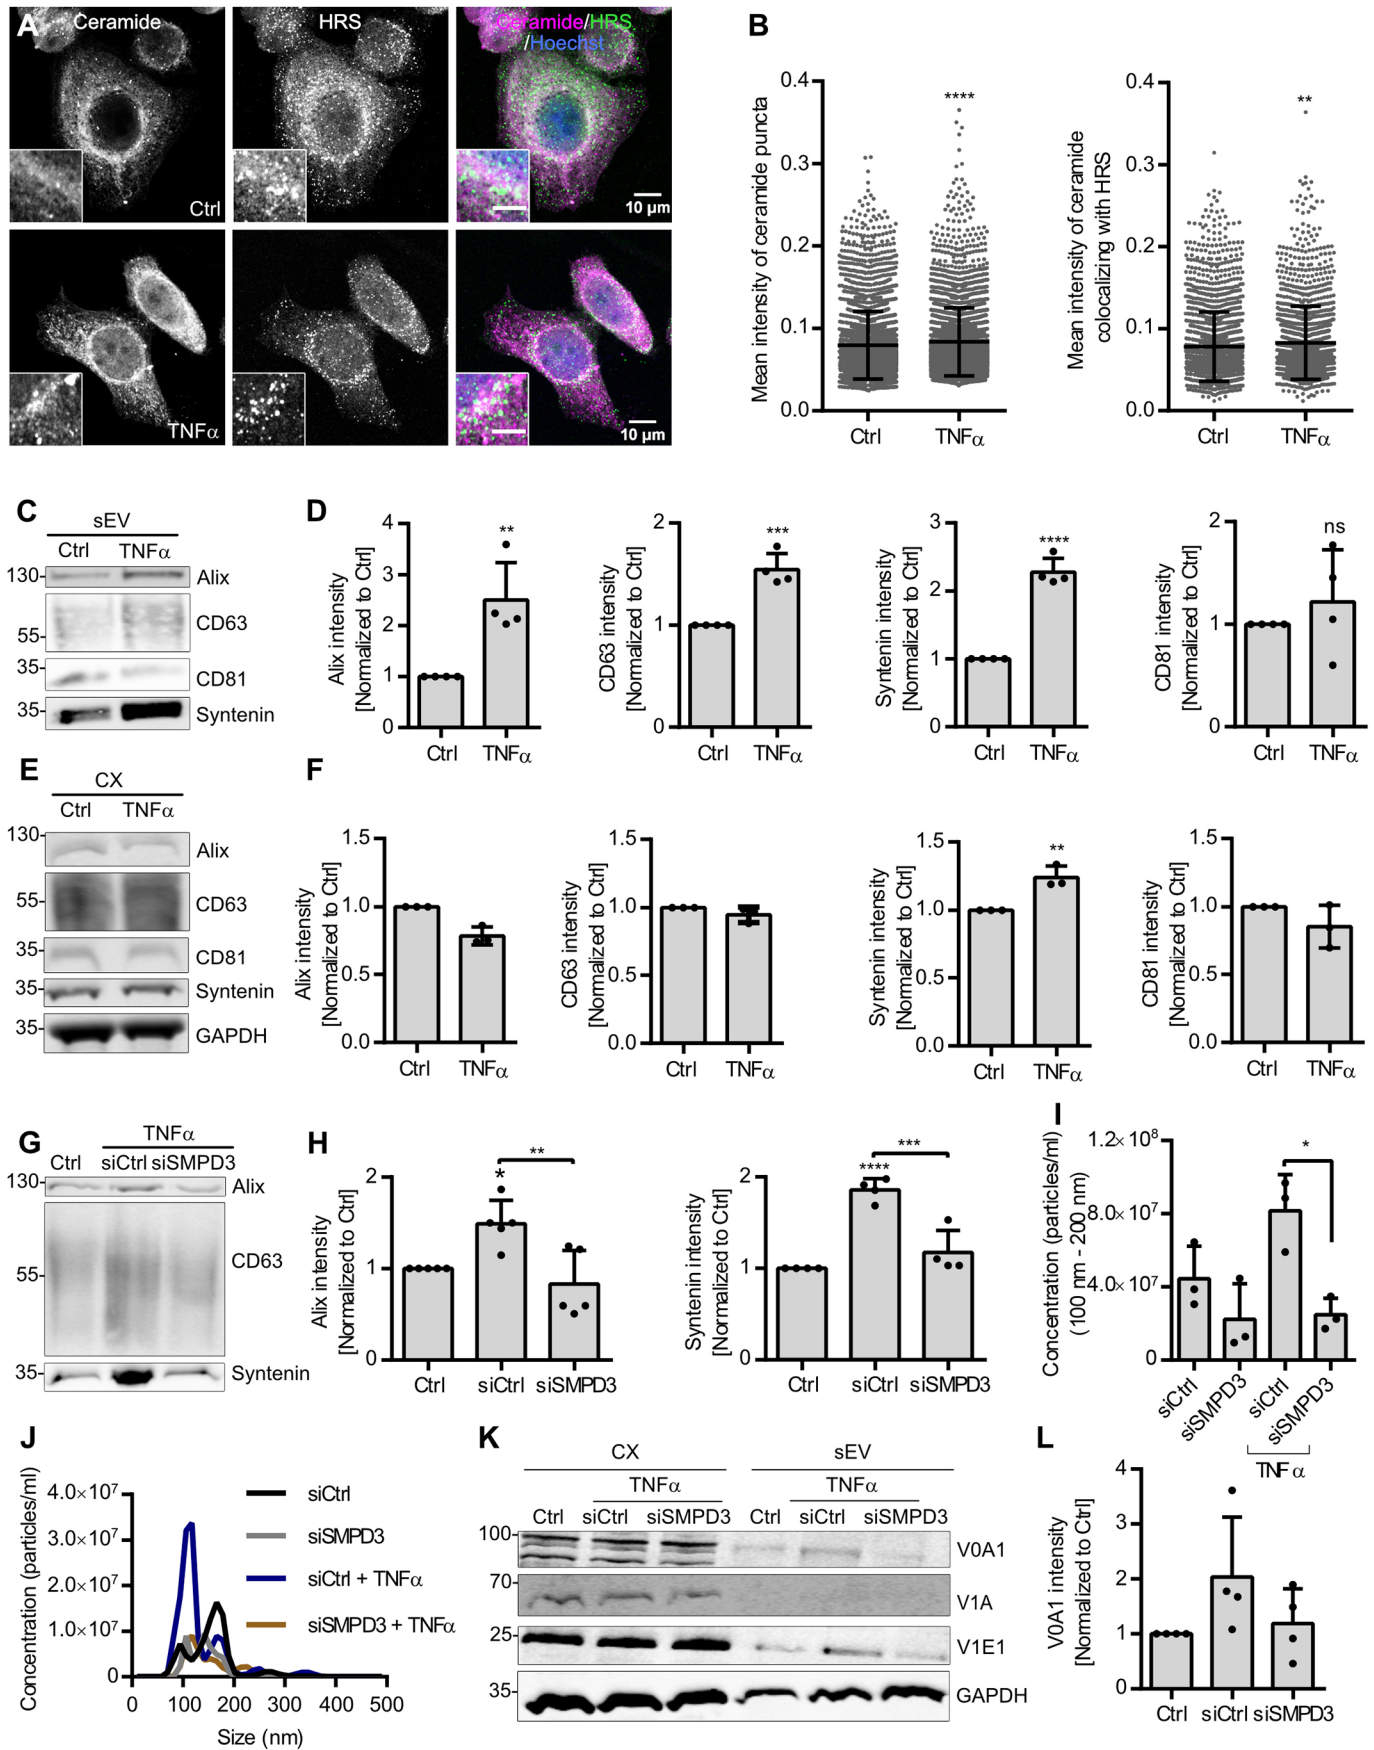 A
Ceramide
HRS
Ceramide/HRS
/Hoechst
Ctrl
10 µm
TNFα
10 µm
B
Mean intensity of ceramide puncta
0.4
0.3
0.2
0.1
0.0
****
Ctrl
TNFα
Mean intensity of ceramide
colocalizing with HRS
0.4
0.3
0.2
0.1
0.0
**
Ctrl
TNFα
C
sEV
Ctrl
TNFα
130
Alix
CD63
55
35
CD81
35
Syntenin
D
Alix intensity
[Normalized to Ctrl]
4
3
2
1
0
**
Ctrl
TNFα
CD63 intensity
[Normalized to Ctrl]
2
1
0
***
Ctrl
TNFα
Syntenin intensity
[Normalized to Ctrl]
3
2
1
0
****
Ctrl
TNFα
CD81 intensity
[Normalized to Ctrl]
2
1
0
ns
Ctrl
TNFα
E
CX
Ctrl
TNFα
130
Alix
55
CD63
35
CD81
35
Syntenin
35
GAPDH
F
Alix intensity
[Normalized to Ctrl]
1.5
1.0
0.5
0.0
Ctrl
TNFα
CD63 intensity
[Normalized to Ctrl]
1.5
1.0
0.5
0.0
Ctrl
TNFα
Syntenin intensity
[Normalized to Ctrl]
1.5
1.0
0.5
0.0
**
Ctrl
TNFα
CD81 intensity
[Normalized to Ctrl]
1.5
1.0
0.5
0.0
Ctrl
TNFα
G
TNFα
Ctrl
siCtrl
siSMPD3
130
Alix
CD63
55
35
Syntenin
H
Alix intensity
[Normalized to Ctrl]
2
1
0
*
**
Ctrl
siCtrl
siSMPD3
Syntenin intensity
[Normalized to Ctrl]
2
1
0
****
***
Ctrl
siCtrl
siSMPD3
I
Concentration (particles/ml)
(100 nm - 200 nm)
1.2×10⁸
8.0×10⁷
4.0×10⁷
0
*
siCtrl
siSMPD3
siCtrl
siSMPD3
TNFα
J
Concentration (particles/ml)
4.0×10⁷
3.0×10⁷
2.0×10⁷
1.0×10⁷
0
0
100
200
300
400
500
Size (nm)
siCtrl
siSMPD3
siCtrl + TNFα
siSMPD3 + TNFα
K
CX
sEV
TNFα
TNFα
Ctrl
siCtrl
siSMPD3
Ctrl
siCtrl
siSMPD3
100
V0A1
70
V1A
25
V1E1
35
GAPDH
L
V0A1 intensity
[Normalized to Ctrl]
4
3
2
1
0
Ctrl
siCtrl
siSMPD3